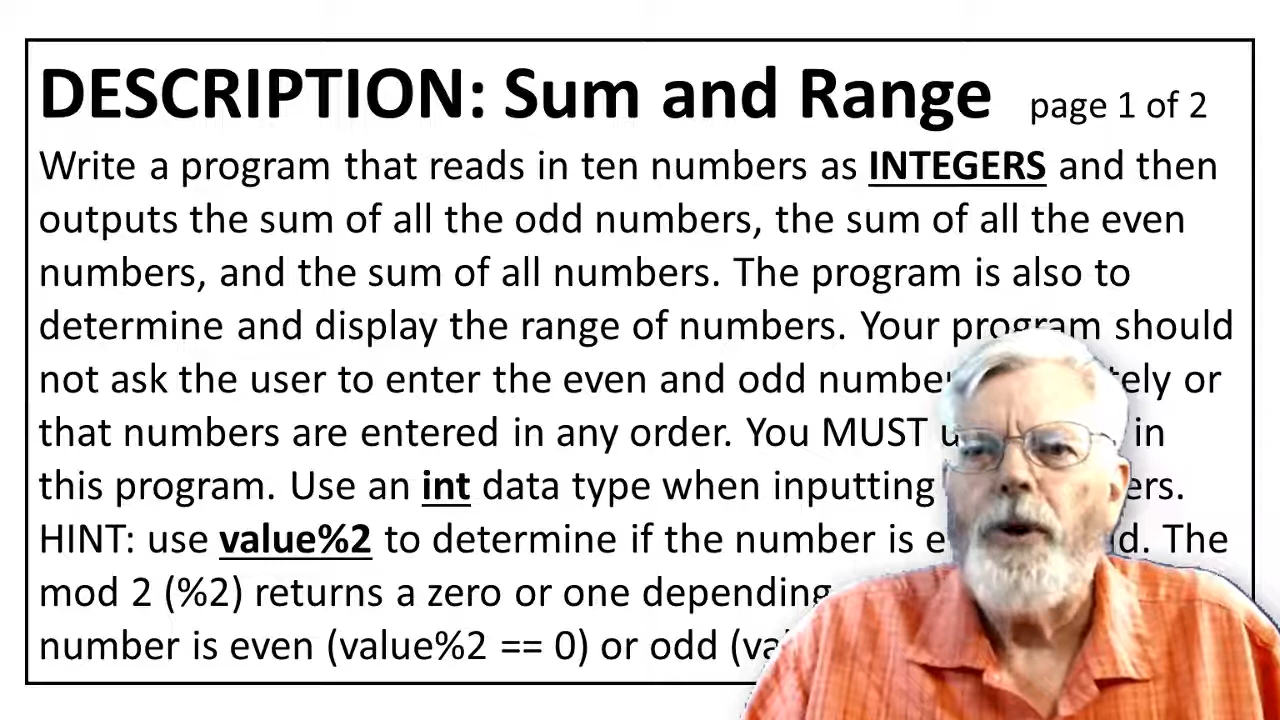 DESCRIPTION: Sum and Range page 1 of 2
Write a program that reads in ten numbers as INTEGERS and then
outputs the sum of all the odd numbers, the sum of all the even
numbers, and the sum of all numbers. The program is also to
determine and display the range of numbers. Your program should
not ask the user to enter the even and odd or
that numbers are entered in any order. You MUST in
this program. Use an int data type when inputting
HINT: use value%2 to determine if the number is The
mod 2 (%2) returns a zero or one depending
number is even (value%2 == 0) or odd